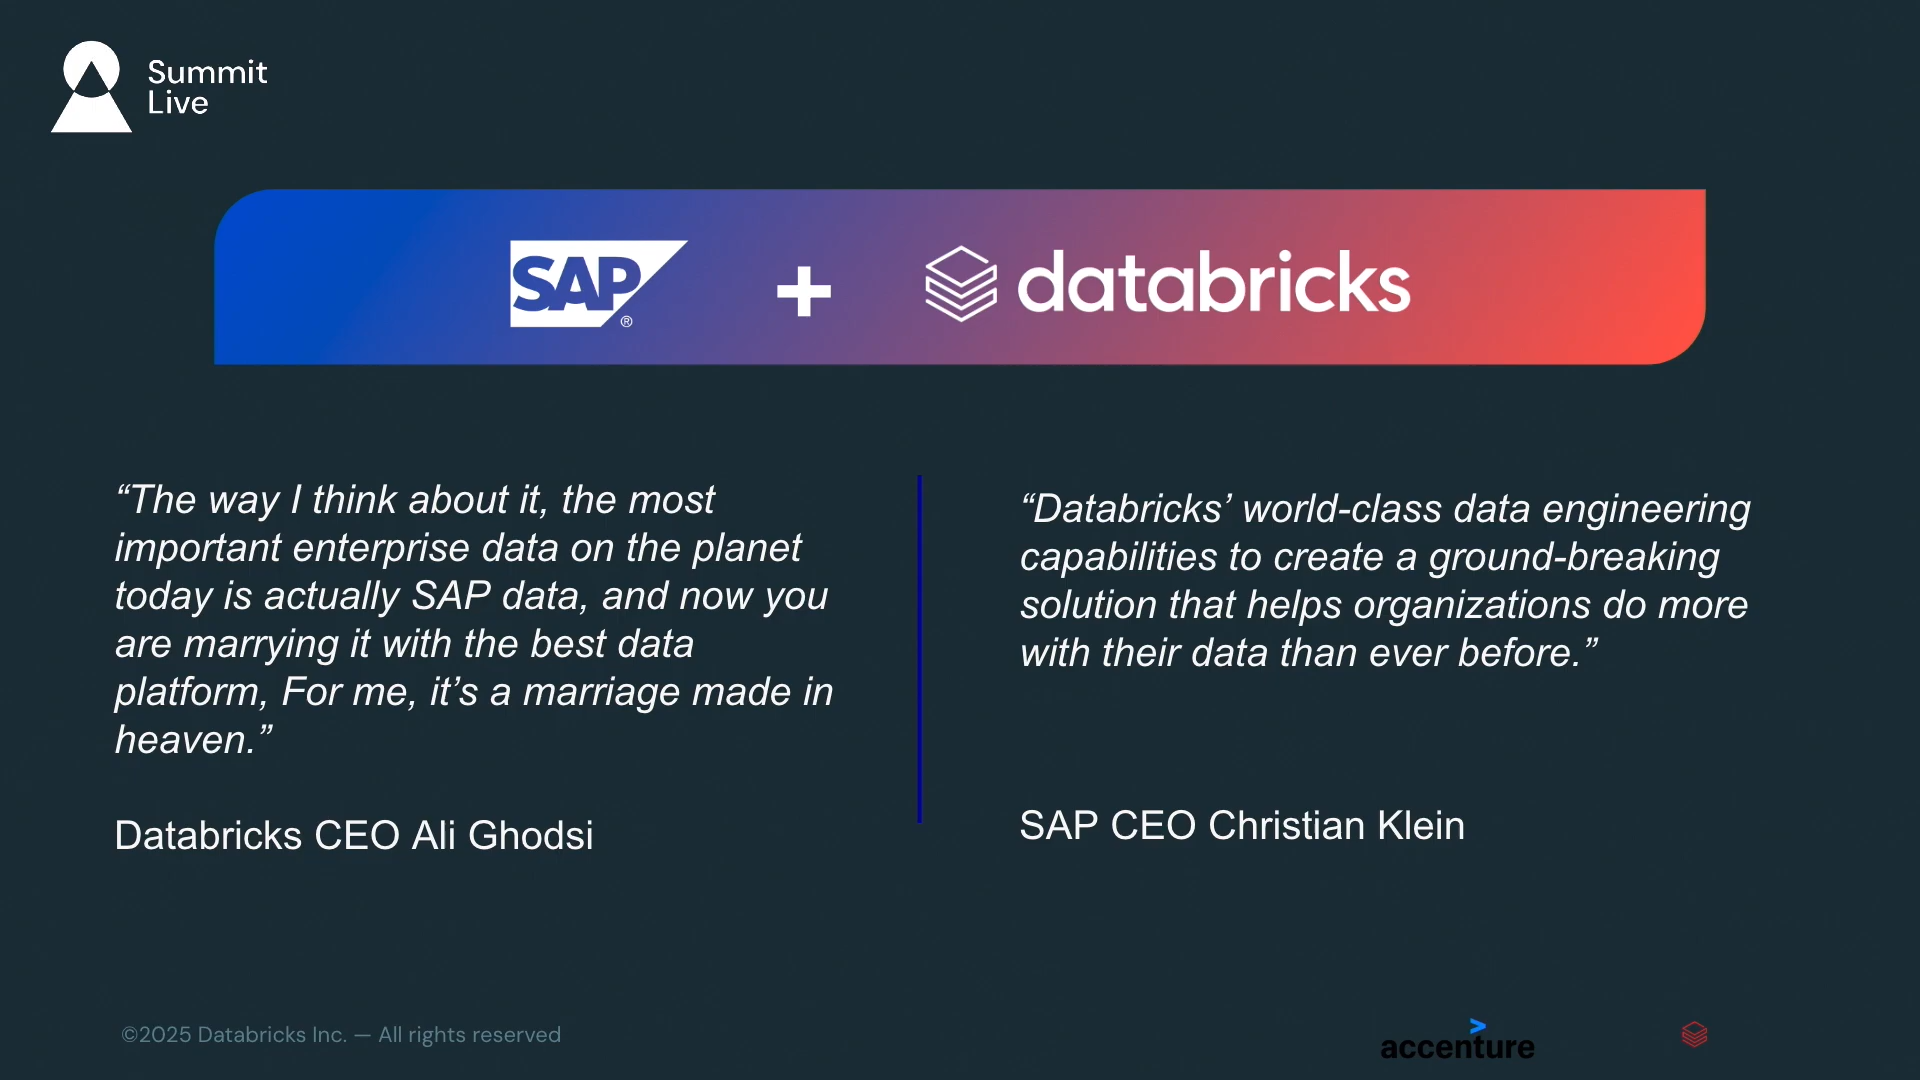 Summit
Live
SAP
®
+
databricks
“The way I think about it, the most
important enterprise data on the planet
today is actually SAP data, and now you
are marrying it with the best data
platform, For me, it’s a marriage made in
heaven.”
Databricks CEO Ali Ghodsi
“Databricks’ world-class data engineering
capabilities to create a ground-breaking
solution that helps organizations do more
with their data than ever before.”
SAP CEO Christian Klein
©2025 Databricks Inc. — All rights reserved
accenture